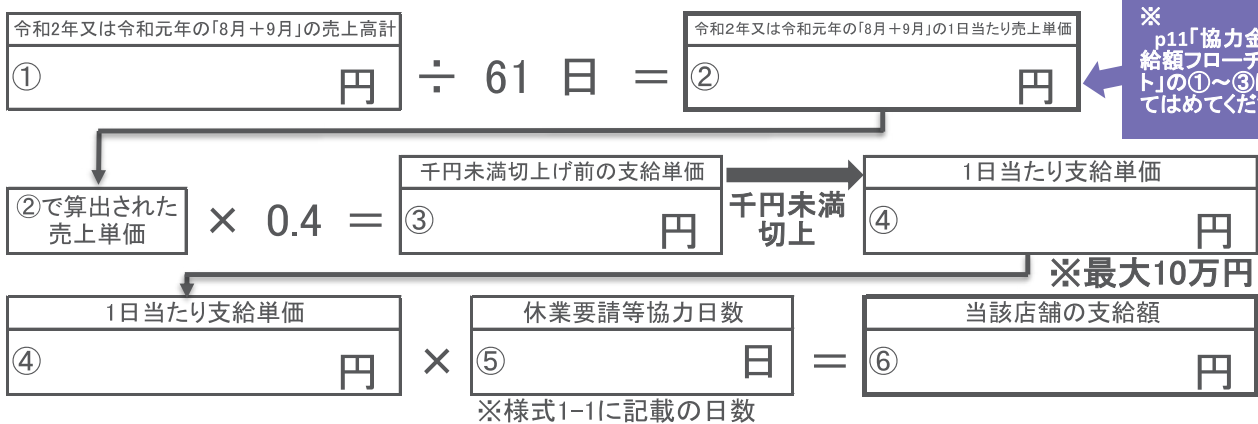 令和2年又は令和元年の「8月+9月」の売上高計
① 円 ÷ 61 日 =
令和2年又は令和元年の「8月+9月」の1日当たり売上単価
② 円
※
p11「協力金
給額フローチ
ト」の①~③に
てはめてくだ
②で算出された
売上単価
× 0.4 =
千円未満切上げ前の支給単価
③ 円
千円未満
切上
1日当たり支給単価
④ 円
※最大10万円
1日当たり支給単価
④ 円
×
休業要請等協力日数
⑤ 日
※様式1-1に記載の日数
=
当該店舗の支給額
⑥ 円